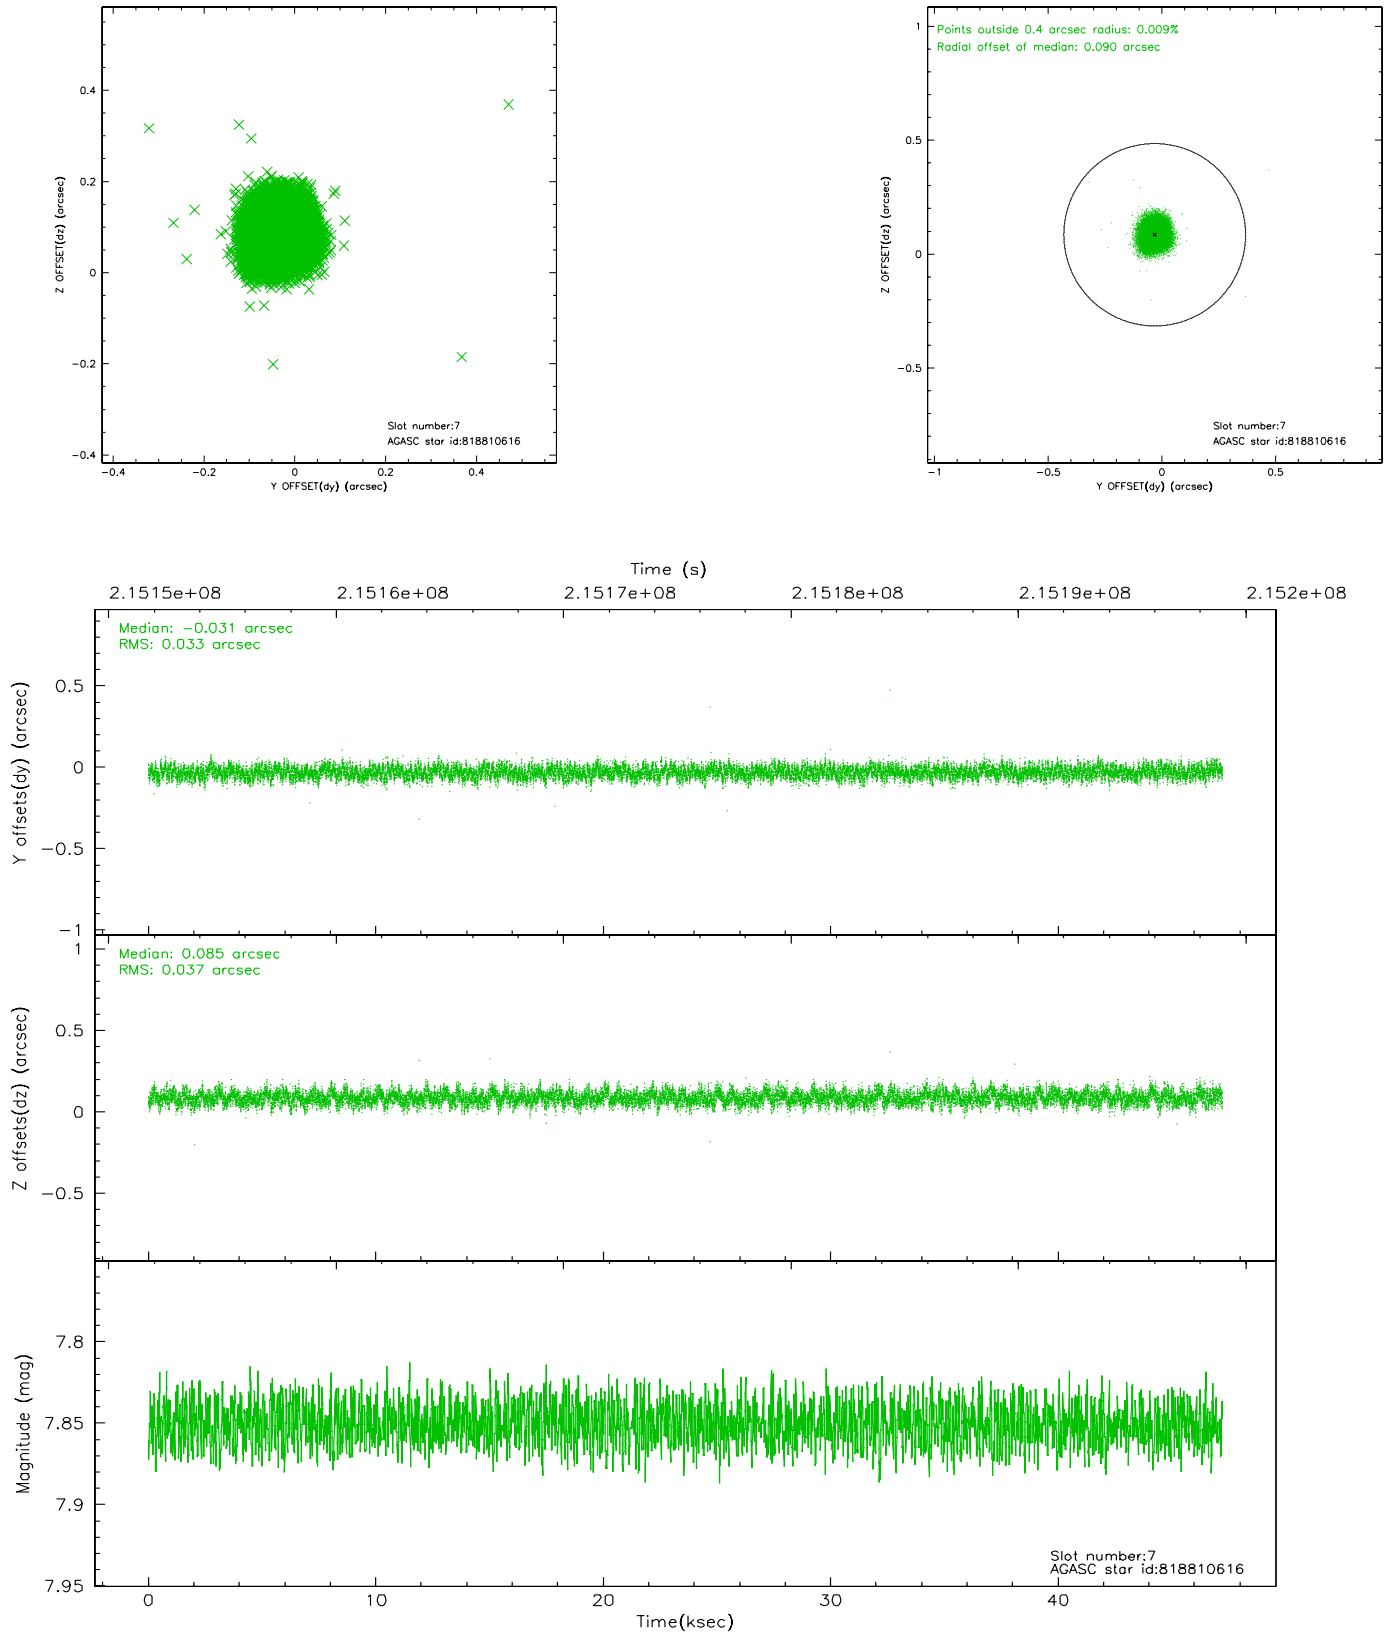 0.4
0.2
0
−0.2
−0.4
Z OFFSET(dz) (arcsec)
−0.4 −0.2 0 0.2 0.4
Y OFFSET(dy) (arcsec)
Slot number:7
AGASC star id:818810616
Points outside 0.4 arcsec radius: 0.009%
Radial offset of median: 0.090 arcsec
1
0.5
0
−0.5
Z OFFSET(dz) (arcsec)
−1 −0.5 0 0.5
Y OFFSET(dy) (arcsec)
Slot number:7
AGASC star id:818810616
Time (s)
2.1515e+08 2.1516e+08 2.1517e+08 2.1518e+08 2.1519e+08 2.152e+08
Median: −0.031 arcsec
RMS: 0.033 arcsec
0.5
0
−0.5
−1
Y offsets(dy) (arcsec)
Median: 0.085 arcsec
RMS: 0.037 arcsec
1
0.5
0
−0.5
Z offsets(dz) (arcsec)
7.8
7.85
7.9
7.95
Magnitude (mag)
Slot number:7
AGASC star id:818810616
0 10 20 30 40
Time(ksec)